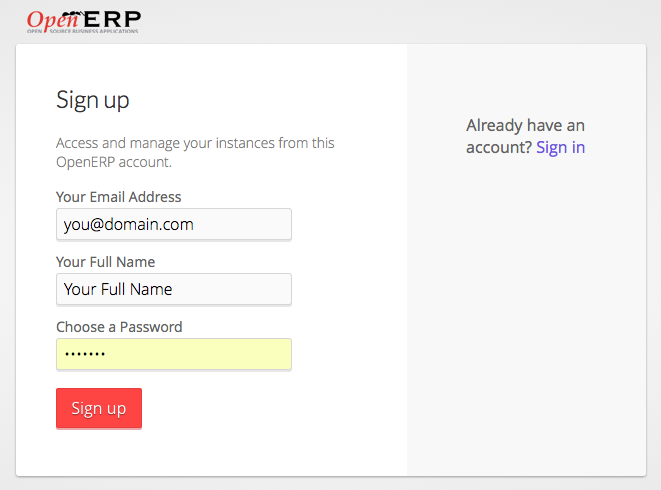 OpenERP
OPEN SOURCE BUSINESS APPLICATIONS
Sign up
Access and manage your instances from this
OpenERP account.
Your Email Address
you@domain.com
Your Full Name
Your Full Name
Choose a Password
•••••••
Sign up
Already have an
account? Sign in